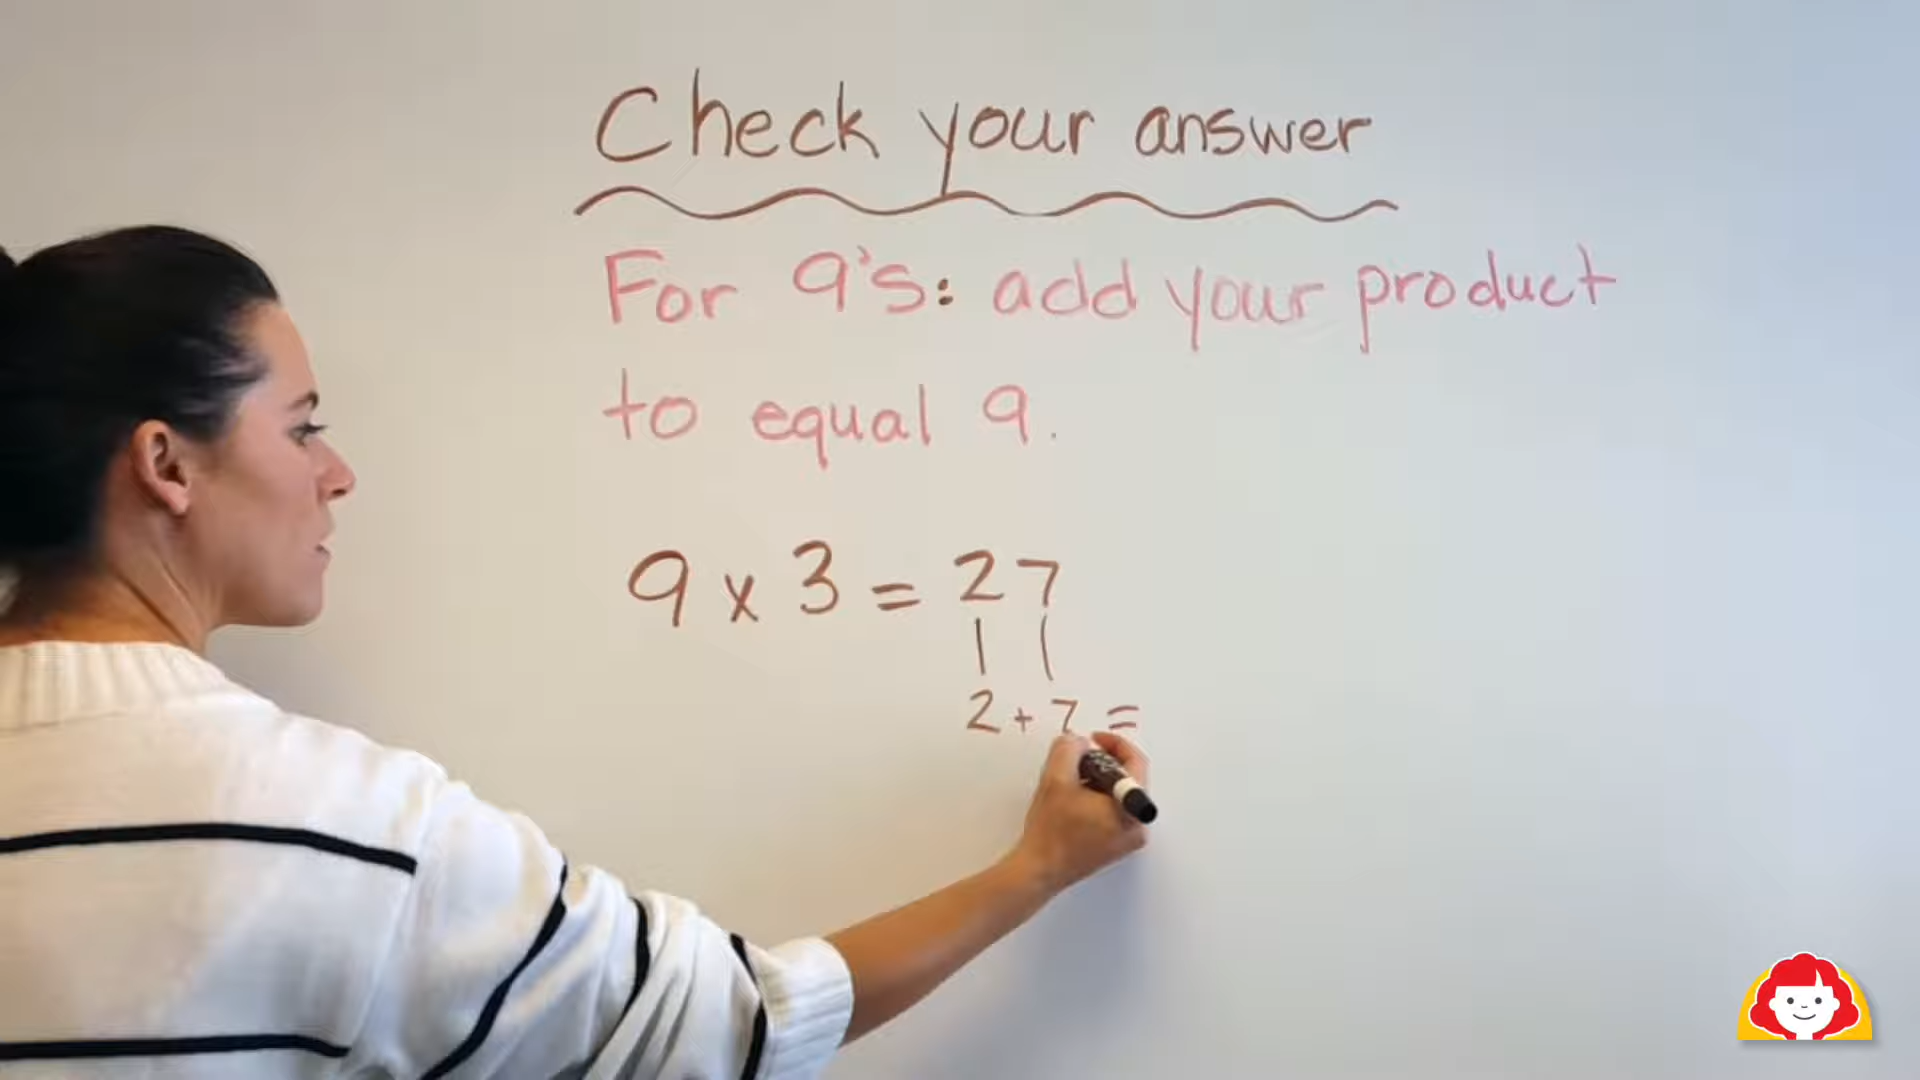 Check your answer
For 9's: add your product
to equal 9.
9 x 3 = 27
2 + 7 =